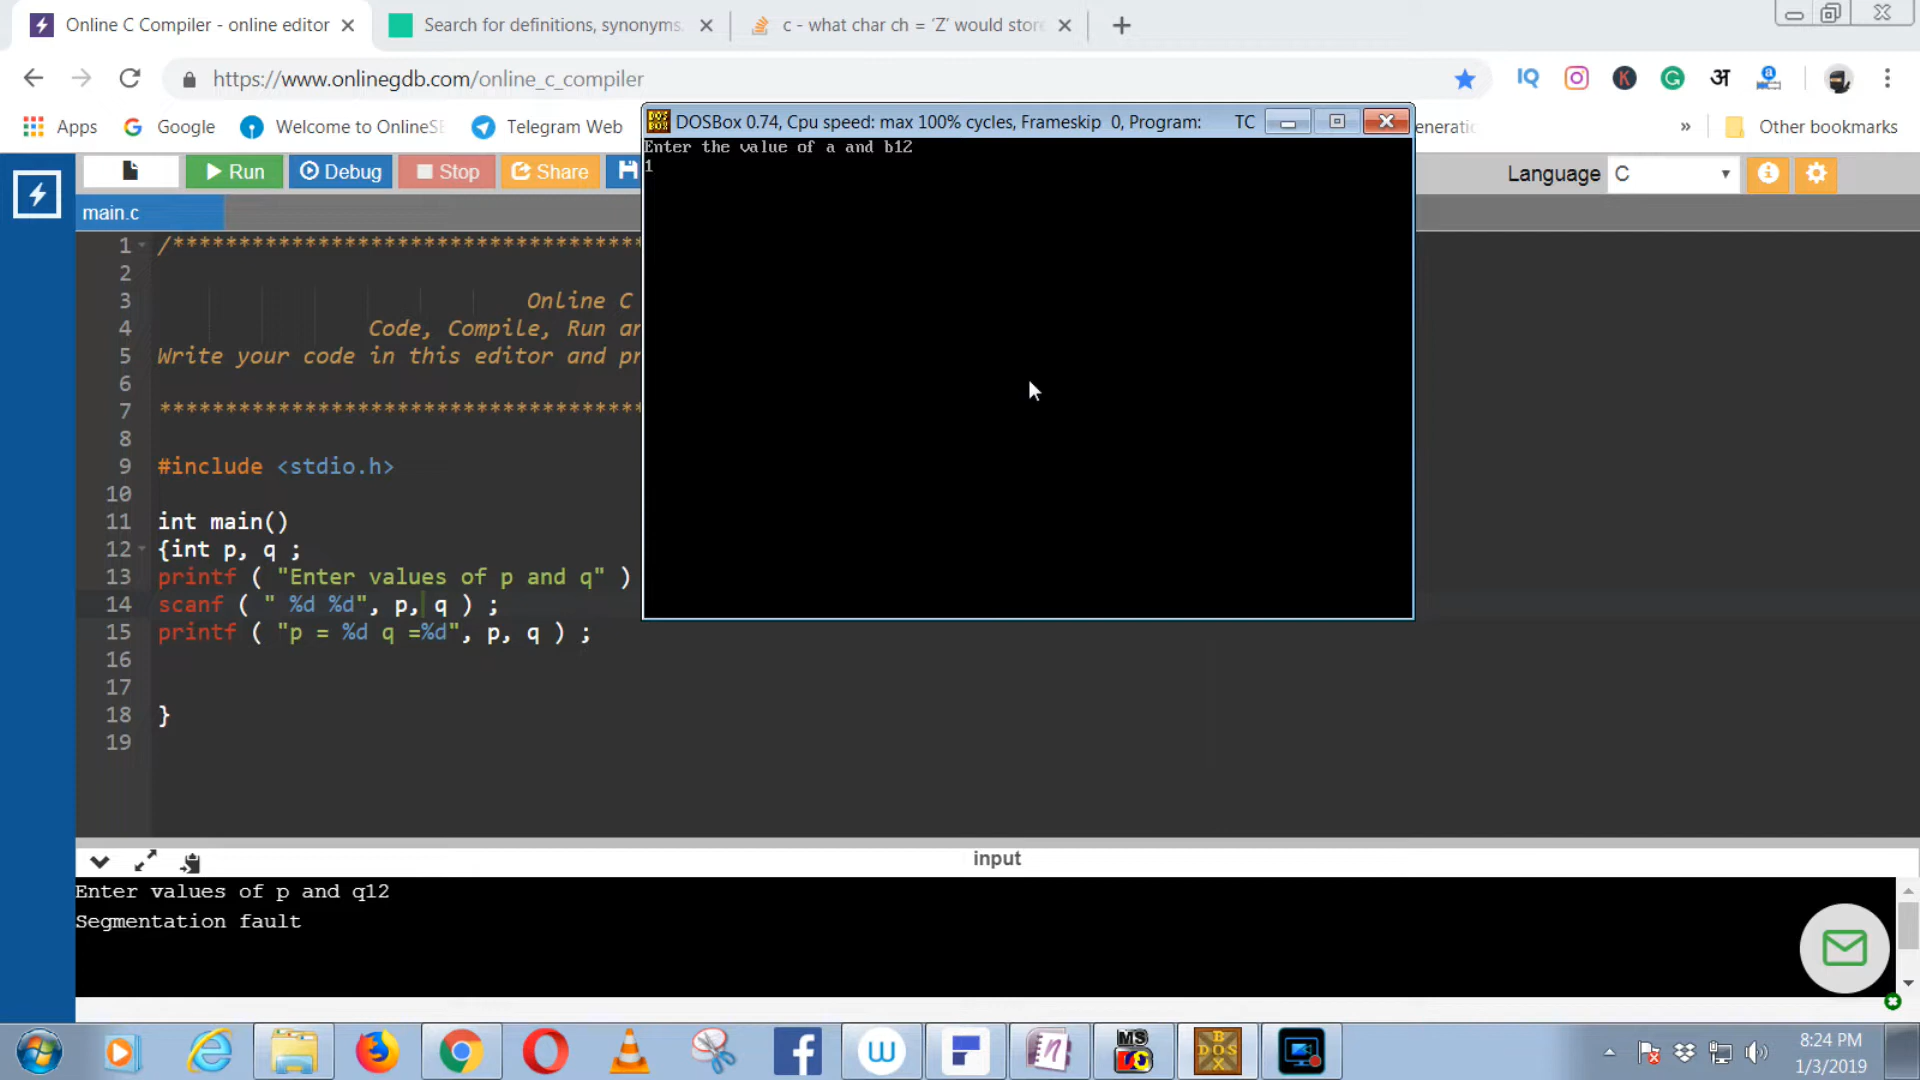 Online C Compiler - online editor
Search for definitions, synonyms,
c - what char ch = 'Z' would store
https://www.onlinegdb.com/online_c_compiler
IQ
अ
Apps
Google
Welcome to OnlineSE
Telegram Web
Other bookmarks
DOSBox 0.74, Cpu speed: max 100% cycles, Frameskip 0, Program: TC
Enter the value of a and b12
1
Run
Debug
Stop
Share
Language
C
main.c
1 /*************************************
2
3 Online C
4 Code, Compile, Run an
5 Write your code in this editor and pr
6
7 *************************************
8
9 #include <stdio.h>
10
11 int main()
12 {int p, q ;
13 printf ( "Enter values of p and q" )
14 scanf ( " %d %d", p, q ) ;
15 printf ( "p = %d q =%d", p, q ) ;
16
17
18 }
19
input
Enter values of p and q12
Segmentation fault
8:24 PM
1/3/2019